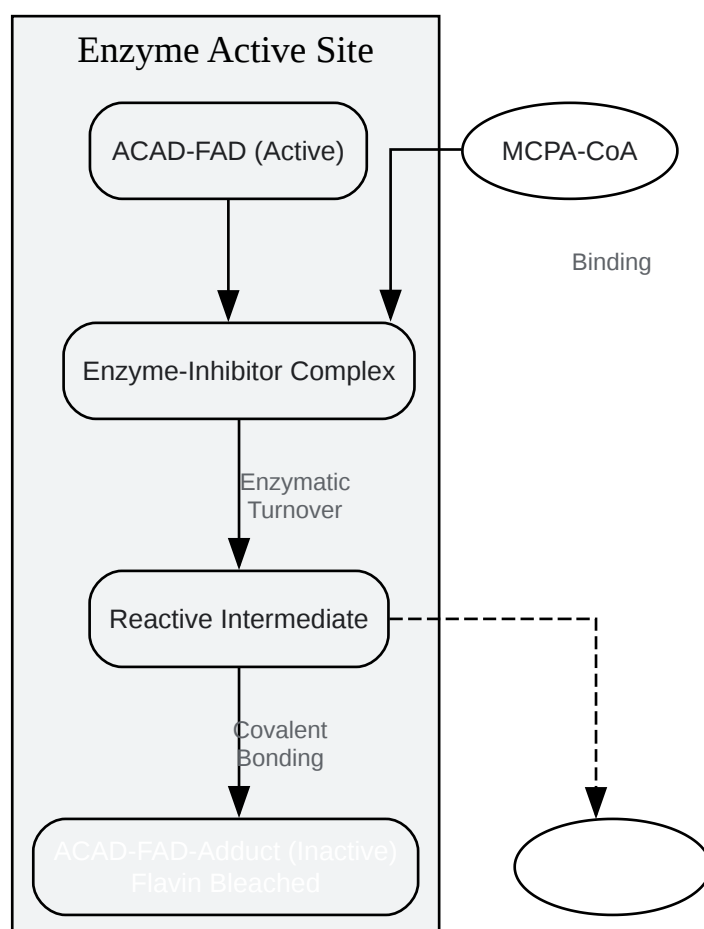 Enzyme Active Site
ACAD-FAD (Active)
MCPA-CoA
Binding
Enzyme-Inhibitor Complex
Enzymatic
Turnover
Reactive Intermediate
Covalent
Bonding
ACAD-FAD-Adduct (Inactive)
Flavin Bleached